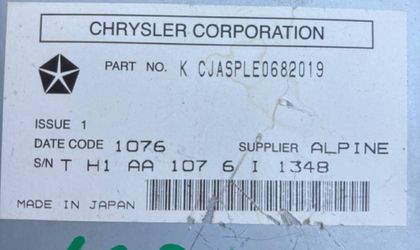 CHRYSLER CORPORATION
PART NO. K CJASPLE0682019
ISSUE 1
DATE CODE 1076 SUPPLIER ALPINE
S/N T H1 AA 107 6 I 1348
MADE IN JAPAN